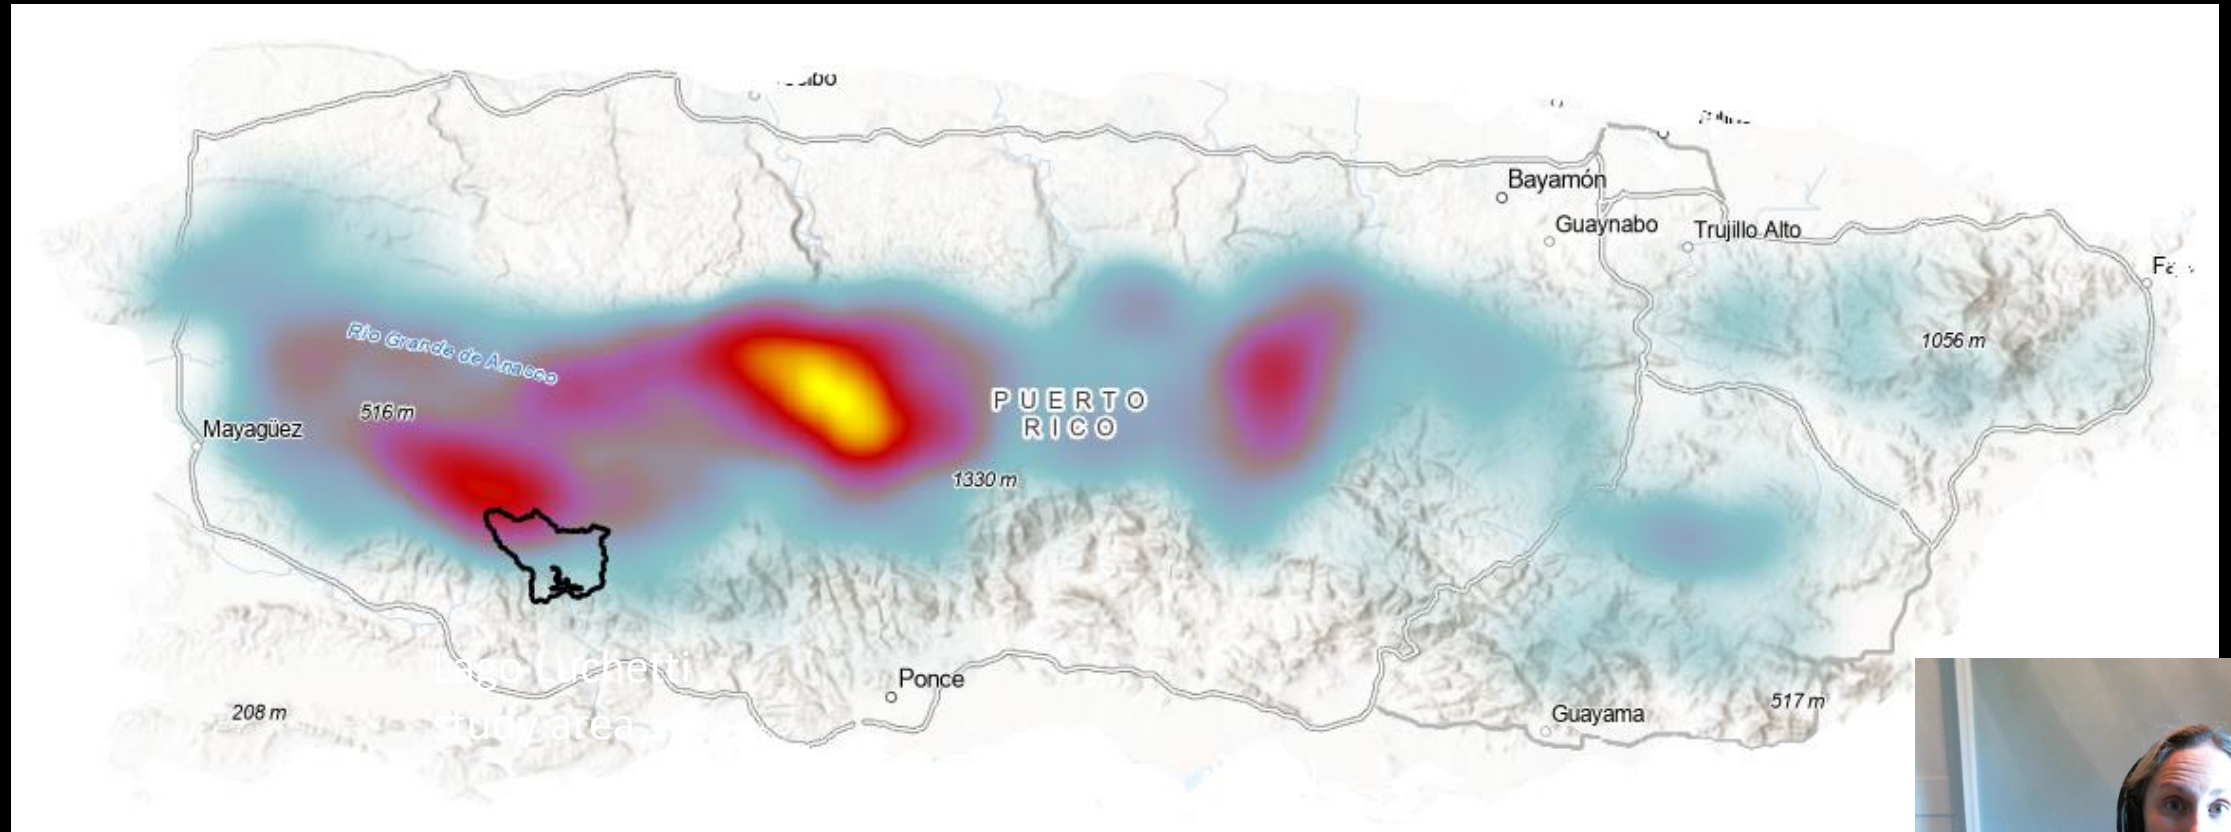 Bayamón
Guaynabo
Trujillo Alto
Río Grande de Añasco
1056 m
516 m
Mayagüez
PUERTO
RICO
1330 m
Lago Luchetti
study area
Ponce
208 m
517 m
Guayama